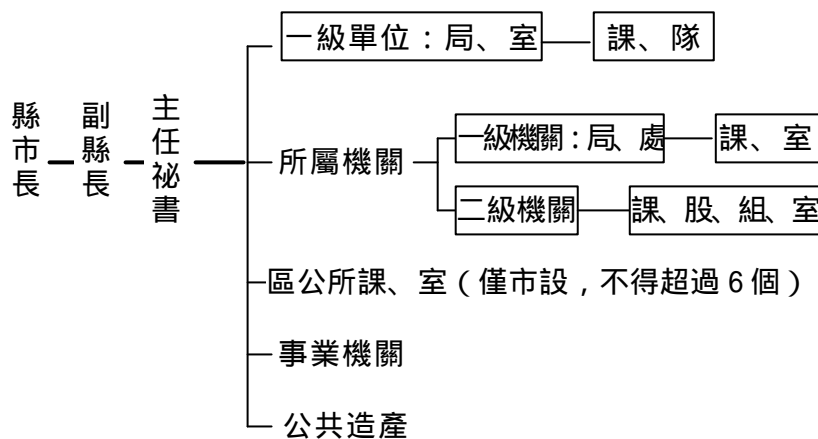 縣市長
副縣長
主任祕書
一級單位：局、室
課、隊
所屬機關
一級機關：局、處
課、室
二級機關
課、股、組、室
區公所課、室（僅市設，不得超過 6 個）
事業機關
公共造產